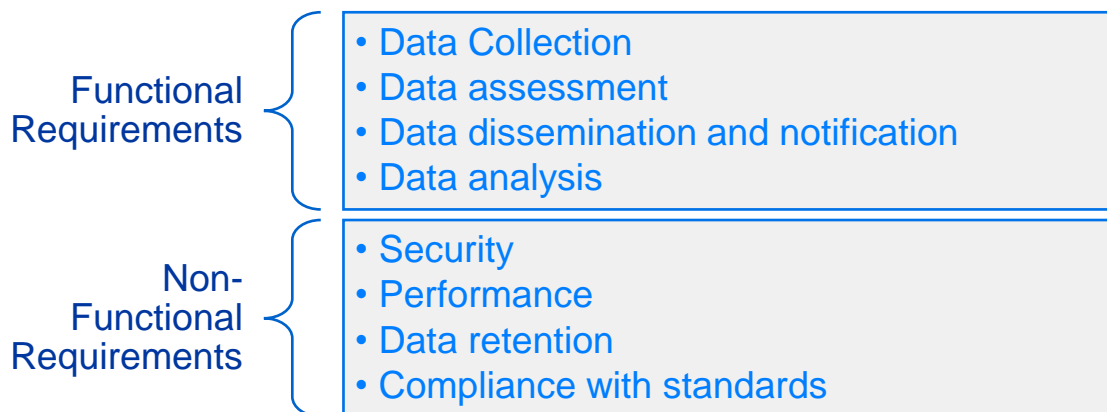 Functional
Requirements
• Data Collection
• Data assessment
• Data dissemination and notification
• Data analysis
Non-
Functional
Requirements
• Security
• Performance
• Data retention
• Compliance with standards